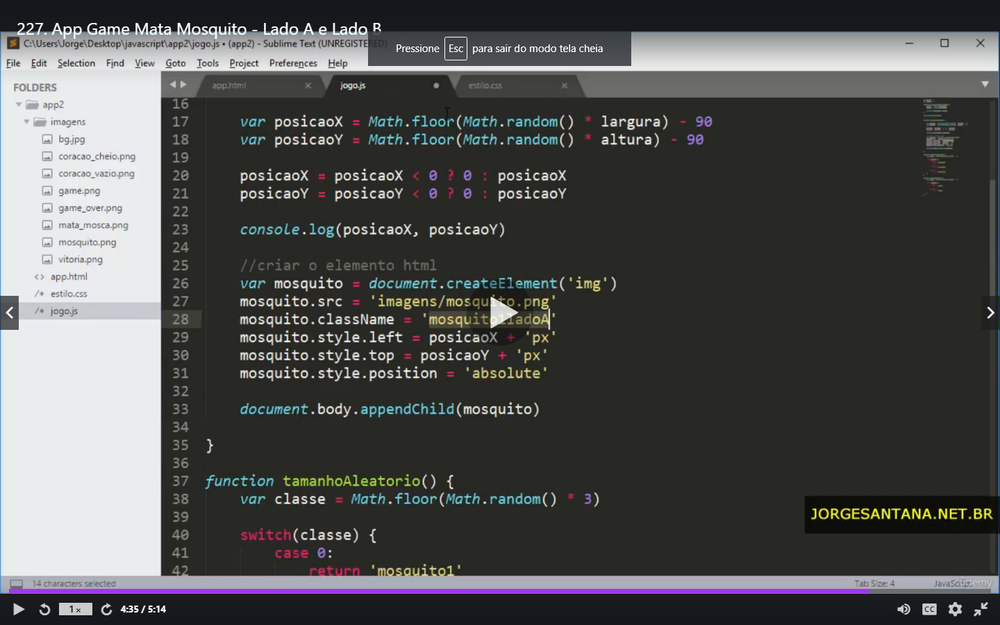 227. App Game Mata Mosquito - Lado A e Lado B
C:\Users\Jorge\Desktop\javascript\app2\jogo.js • (app2) - Sublime Text (UNREGISTERED)
Pressione Esc para sair do modo tela cheia
File Edit Selection Find View Goto Tools Project Preferences Help
FOLDERS
app2
imagens
bg.jpg
coracao_cheio.png
coracao_vazio.png
game.png
game_over.png
mata_mosca.png
mosquito.png
vitoria.png
<> app.html
/* estilo.css
/* jogo.js
app.html × jogo.js • estilo.css ×
16
17 var posicaoX = Math.floor(Math.random() * largura) - 90
18 var posicaoY = Math.floor(Math.random() * altura) - 90
19
20 posicaoX = posicaoX < 0 ? 0 : posicaoX
21 posicaoY = posicaoY < 0 ? 0 : posicaoY
22
23 console.log(posicaoX, posicaoY)
24
25 //criar o elemento html
26 var mosquito = document.createElement('img')
27 mosquito.src = 'imagens/mosquito.png'
28 mosquito.className = 'mosquito1ladoA'
29 mosquito.style.left = posicaoX + 'px'
30 mosquito.style.top = posicaoY + 'px'
31 mosquito.style.position = 'absolute'
32
33 document.body.appendChild(mosquito)
34
35 }
36
37 function tamanhoAleatorio() {
38 var classe = Math.floor(Math.random() * 3)
39
40 switch(classe) {
41 case 0:
42 return 'mosquito1'
JORGESANTANA.NET.BR
14 characters selected
Tab Size: 4
JavaScript
ûdemy
1 x
4:35 / 5:14
CC